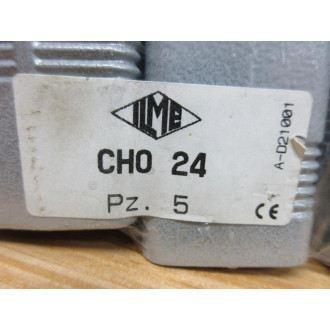 ILME
CHO 24
Pz. 5
CE
A-D21001